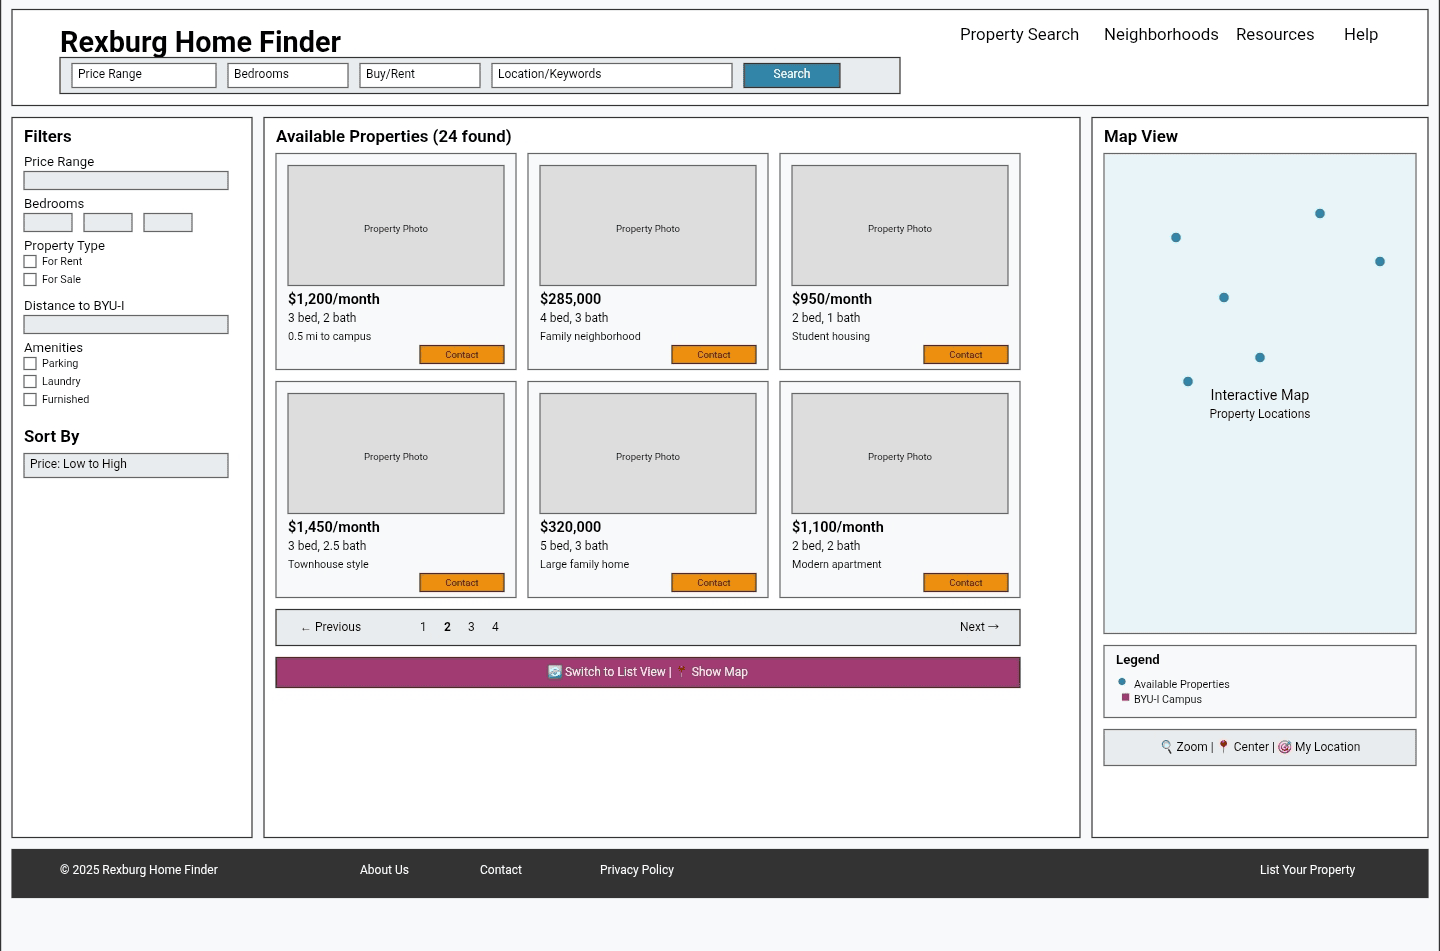 Rexburg Home Finder
Property Search Neighborhoods Resources Help
Price Range Bedrooms Buy/Rent Location/Keywords Search
Filters
Price Range
Bedrooms
Property Type
For Rent
For Sale
Distance to BYU-I
Amenities
Parking
Laundry
Furnished
Sort By
Price: Low to High
Available Properties (24 found)
Property Photo
$1,200/month
3 bed, 2 bath
0.5 mi to campus
Contact
Property Photo
$285,000
4 bed, 3 bath
Family neighborhood
Contact
Property Photo
$950/month
2 bed, 1 bath
Student housing
Contact
Property Photo
$1,450/month
3 bed, 2.5 bath
Townhouse style
Contact
Property Photo
$320,000
5 bed, 3 bath
Large family home
Contact
Property Photo
$1,100/month
2 bed, 2 bath
Modern apartment
Contact
← Previous 1 2 3 4 Next →
Switch to List View | 📍 Show Map
Map View
Interactive Map
Property Locations
Legend
Available Properties
BYU-I Campus
🔍 Zoom | 📍 Center | 🎯 My Location
© 2025 Rexburg Home Finder About Us Contact Privacy Policy List Your Property